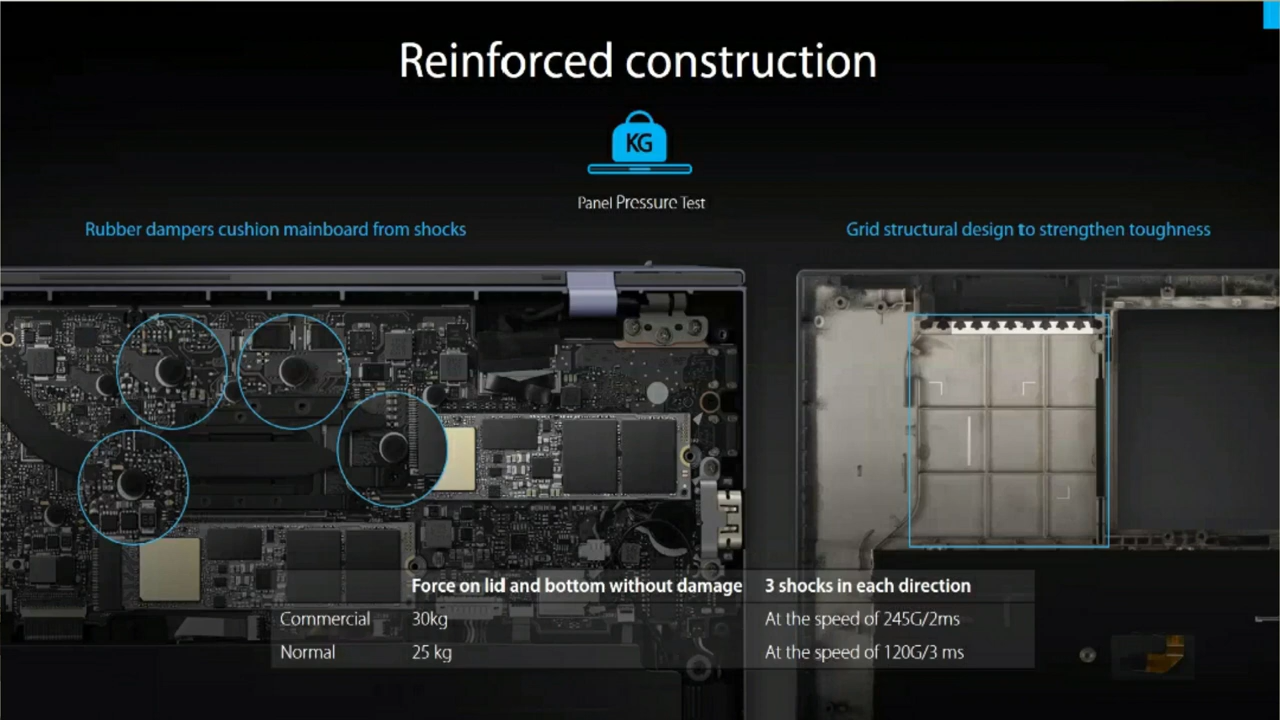 Reinforced construction
KG
Panel Pressure Test
Rubber dampers cushion mainboard from shocks
Grid structural design to strengthen toughness
Force on lid and bottom without damage 3 shocks in each direction
Commercial 30kg At the speed of 245G/2ms
Normal 25 kg At the speed of 120G/3 ms